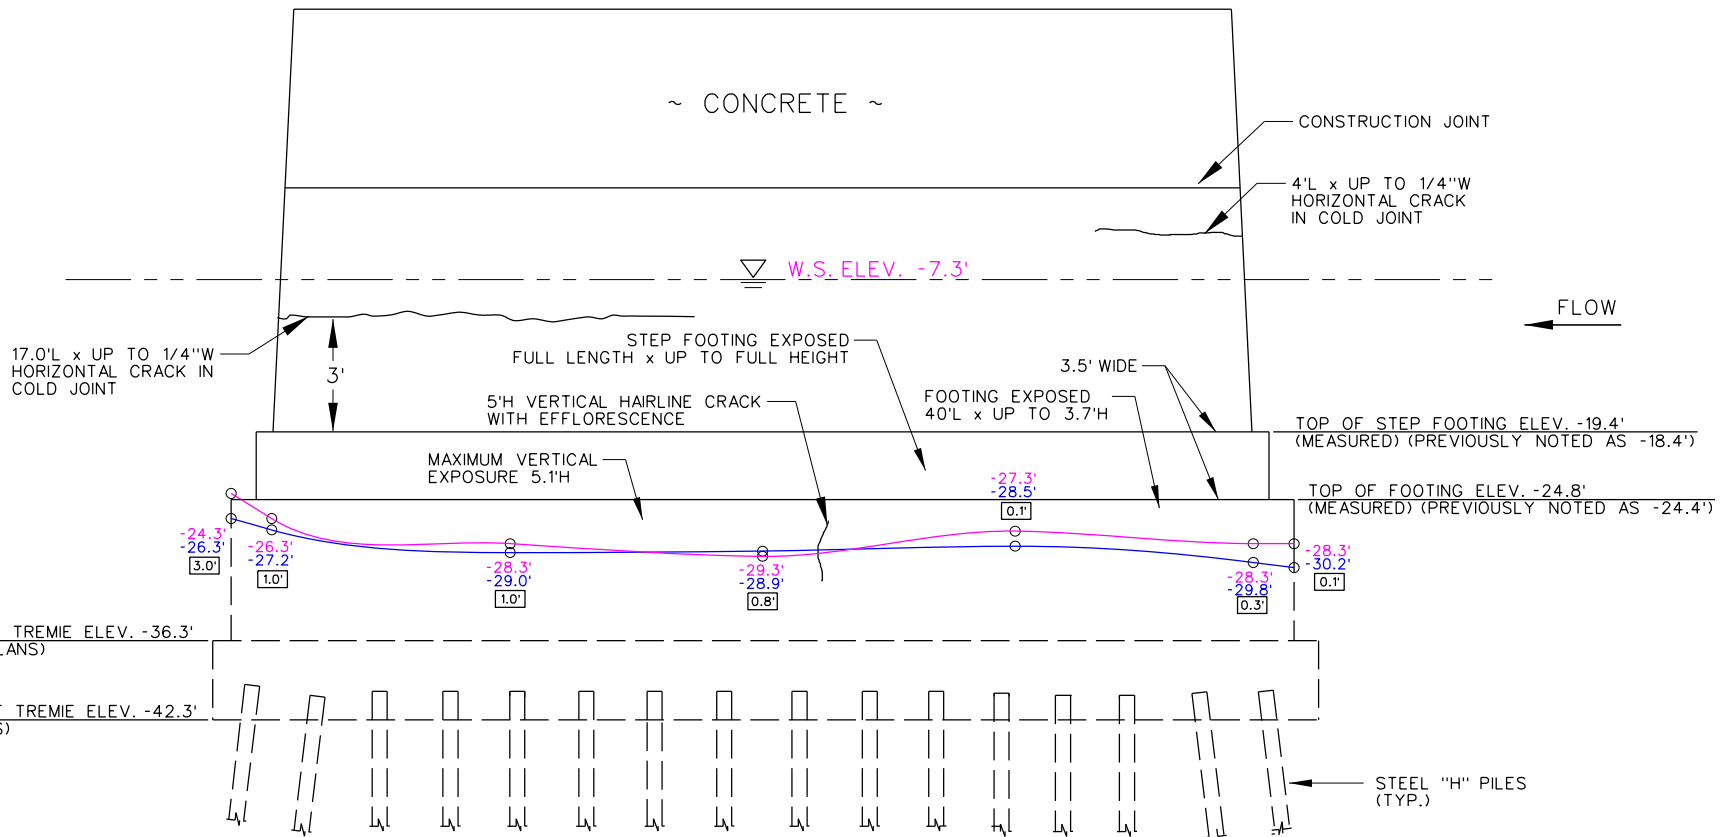 ~ CONCRETE ~
CONSTRUCTION JOINT
4'L x UP TO 1/4"W
HORIZONTAL CRACK
IN COLD JOINT
W.S. ELEV. -7.3'
FLOW
17.0'L x UP TO 1/4"W
HORIZONTAL CRACK IN
COLD JOINT
3'
STEP FOOTING EXPOSED
FULL LENGTH x UP TO FULL HEIGHT
3.5' WIDE
5'H VERTICAL HAIRLINE CRACK
WITH EFFLORESCENCE
FOOTING EXPOSED
40'L x UP TO 3.7'H
TOP OF STEP FOOTING ELEV. -19.4'
(MEASURED) (PREVIOUSLY NOTED AS -18.4')
MAXIMUM VERTICAL
EXPOSURE 5.1'H
TOP OF FOOTING ELEV. -24.8'
(MEASURED) (PREVIOUSLY NOTED AS -24.4')
-24.3'
-26.3'
3.0'
-26.3'
-27.2'
1.0'
-28.3'
-29.0'
1.0'
-29.3'
-28.9'
0.8'
-27.3'
-28.5'
0.1'
-28.3'
-29.8'
0.3'
-28.3'
-30.2'
0.1'
TREMIE ELEV. -36.3'
LANS)
TREMIE ELEV. -42.3'
S)
STEEL "H" PILES
(TYP.)